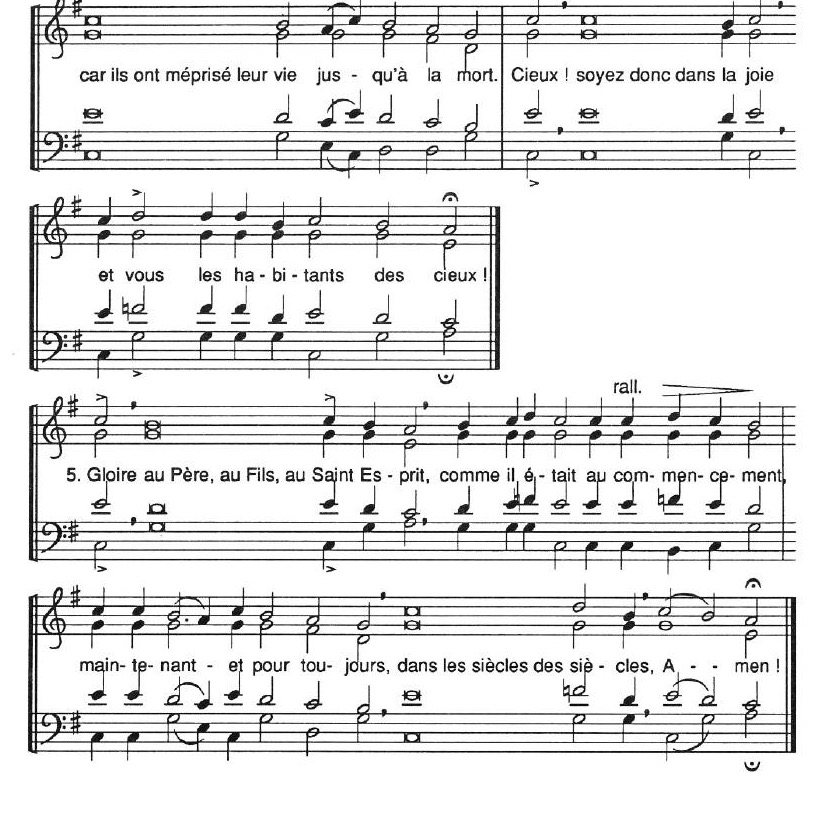 car ils ont méprisé leur vie jus - qu'à la mort. Cieux ! soyez donc dans la joie
et vous les ha - bi - tants des cieux !
rall.
5. Gloire au Père, au Fils, au Saint Es - prit, comme il é - tait au com- men- ce- ment,
main- te- nant - et pour tou- jours, dans les siècles des siè - cles, A - - men !